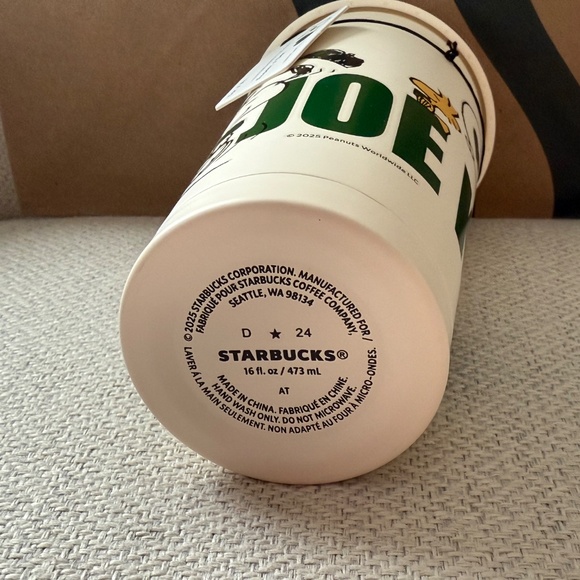 JOE
© 2025 Peanuts Worldwide LLC
© 2025 STARBUCKS CORPORATION. MANUFACTURED FOR /
FABRIQUÉ POUR STARBUCKS COFFEE COMPANY,
SEATTLE, WA 98134
D ★ 24
STARBUCKS®
16 fl. oz / 473 mL
AT
MADE IN CHINA. FABRIQUÉ EN CHINE.
HAND WASH ONLY. DO NOT MICROWAVE.
LAVER À LA MAIN SEULEMENT. NON ADAPTÉ AU FOUR À MICRO-ONDES.